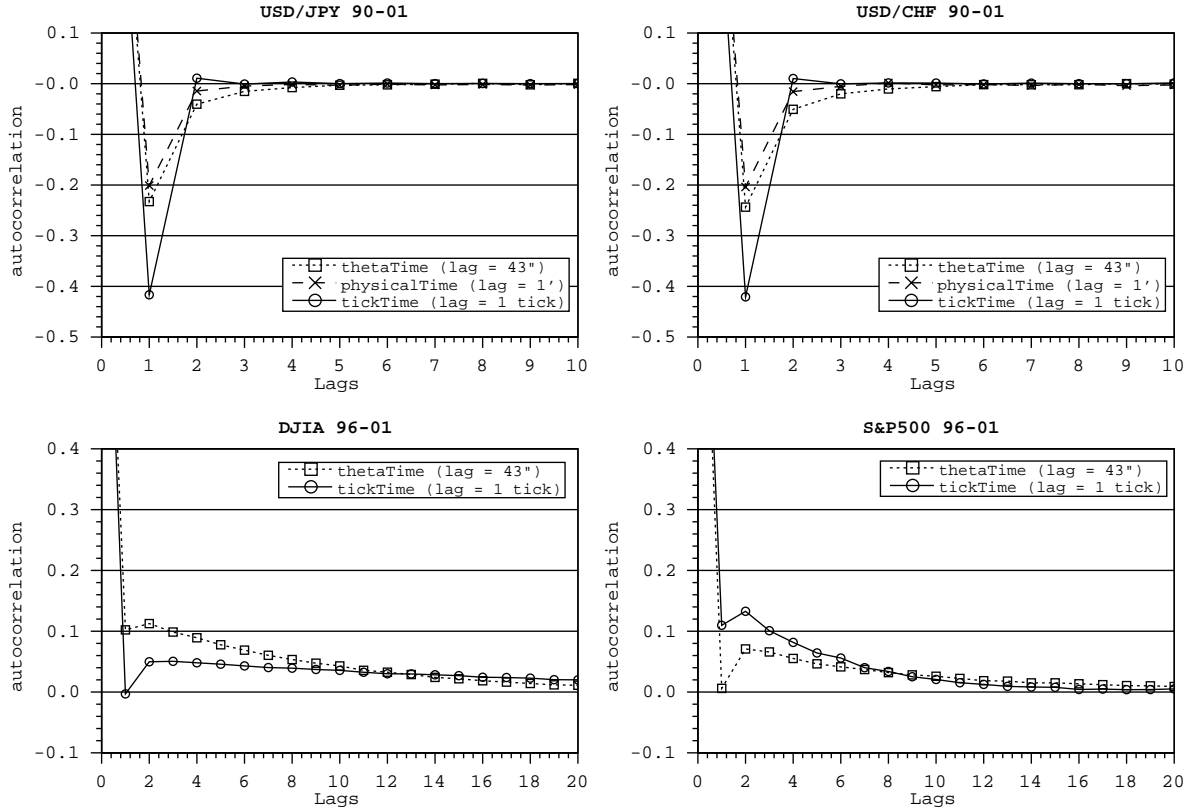 USD/JPY 90-01
0.1
-0.0
-0.1
-0.2
-0.3
-0.4
-0.5
autocorrelation
thetaTime (lag = 43")
physicalTime (lag = 1')
tickTime (lag = 1 tick)
0 1 2 3 4 5 6 7 8 9 10
Lags
USD/CHF 90-01
0.1
-0.0
-0.1
-0.2
-0.3
-0.4
-0.5
autocorrelation
thetaTime (lag = 43")
physicalTime (lag = 1')
tickTime (lag = 1 tick)
0 1 2 3 4 5 6 7 8 9 10
Lags
DJIA 96-01
0.4
0.3
0.2
0.1
0.0
-0.1
autocorrelation
thetaTime (lag = 43")
tickTime (lag = 1 tick)
0 2 4 6 8 10 12 14 16 18 20
Lags
S&P500 96-01
0.4
0.3
0.2
0.1
0.0
-0.1
autocorrelation
thetaTime (lag = 43")
tickTime (lag = 1 tick)
0 2 4 6 8 10 12 14 16 18 20
Lags